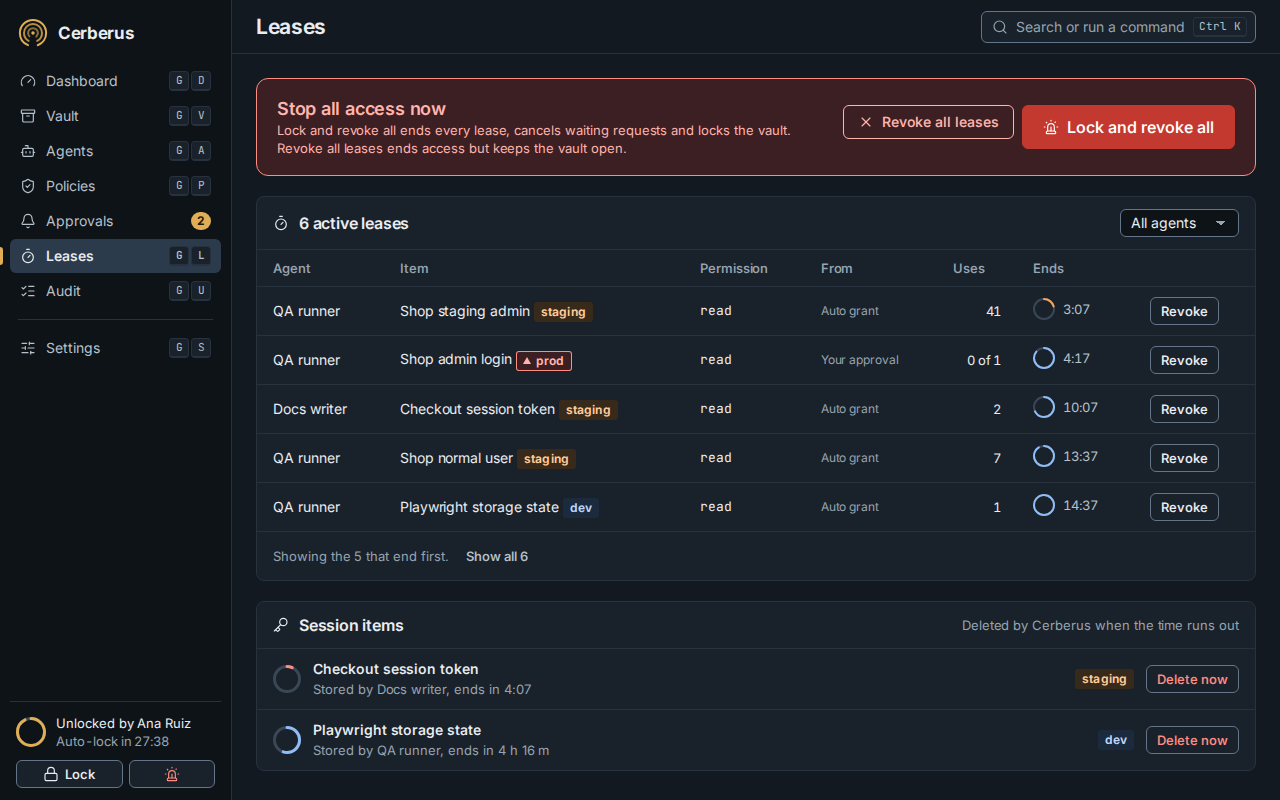 Cerberus
Dashboard G D
Vault G V
Agents G A
Policies G P
Approvals 2
Leases G L
Audit G U
Settings G S
Unlocked by Ana Ruiz
Auto-lock in 27:38
Lock
Leases
Search or run a command Ctrl K
Stop all access now
Lock and revoke all ends every lease, cancels waiting requests and locks the vault.
Revoke all leases ends access but keeps the vault open.
Revoke all leases
Lock and revoke all
6 active leases
All agents
Agent Item Permission From Uses Ends
QA runner Shop staging admin staging read Auto grant 41 3:07 Revoke
QA runner Shop admin login prod read Your approval 0 of 1 4:17 Revoke
Docs writer Checkout session token staging read Auto grant 2 10:07 Revoke
QA runner Shop normal user staging read Auto grant 7 13:37 Revoke
QA runner Playwright storage state dev read Auto grant 1 14:37 Revoke
Showing the 5 that end first. Show all 6
Session items
Deleted by Cerberus when the time runs out
Checkout session token
Stored by Docs writer, ends in 4:07
staging Delete now
Playwright storage state
Stored by QA runner, ends in 4 h 16 m
dev Delete now